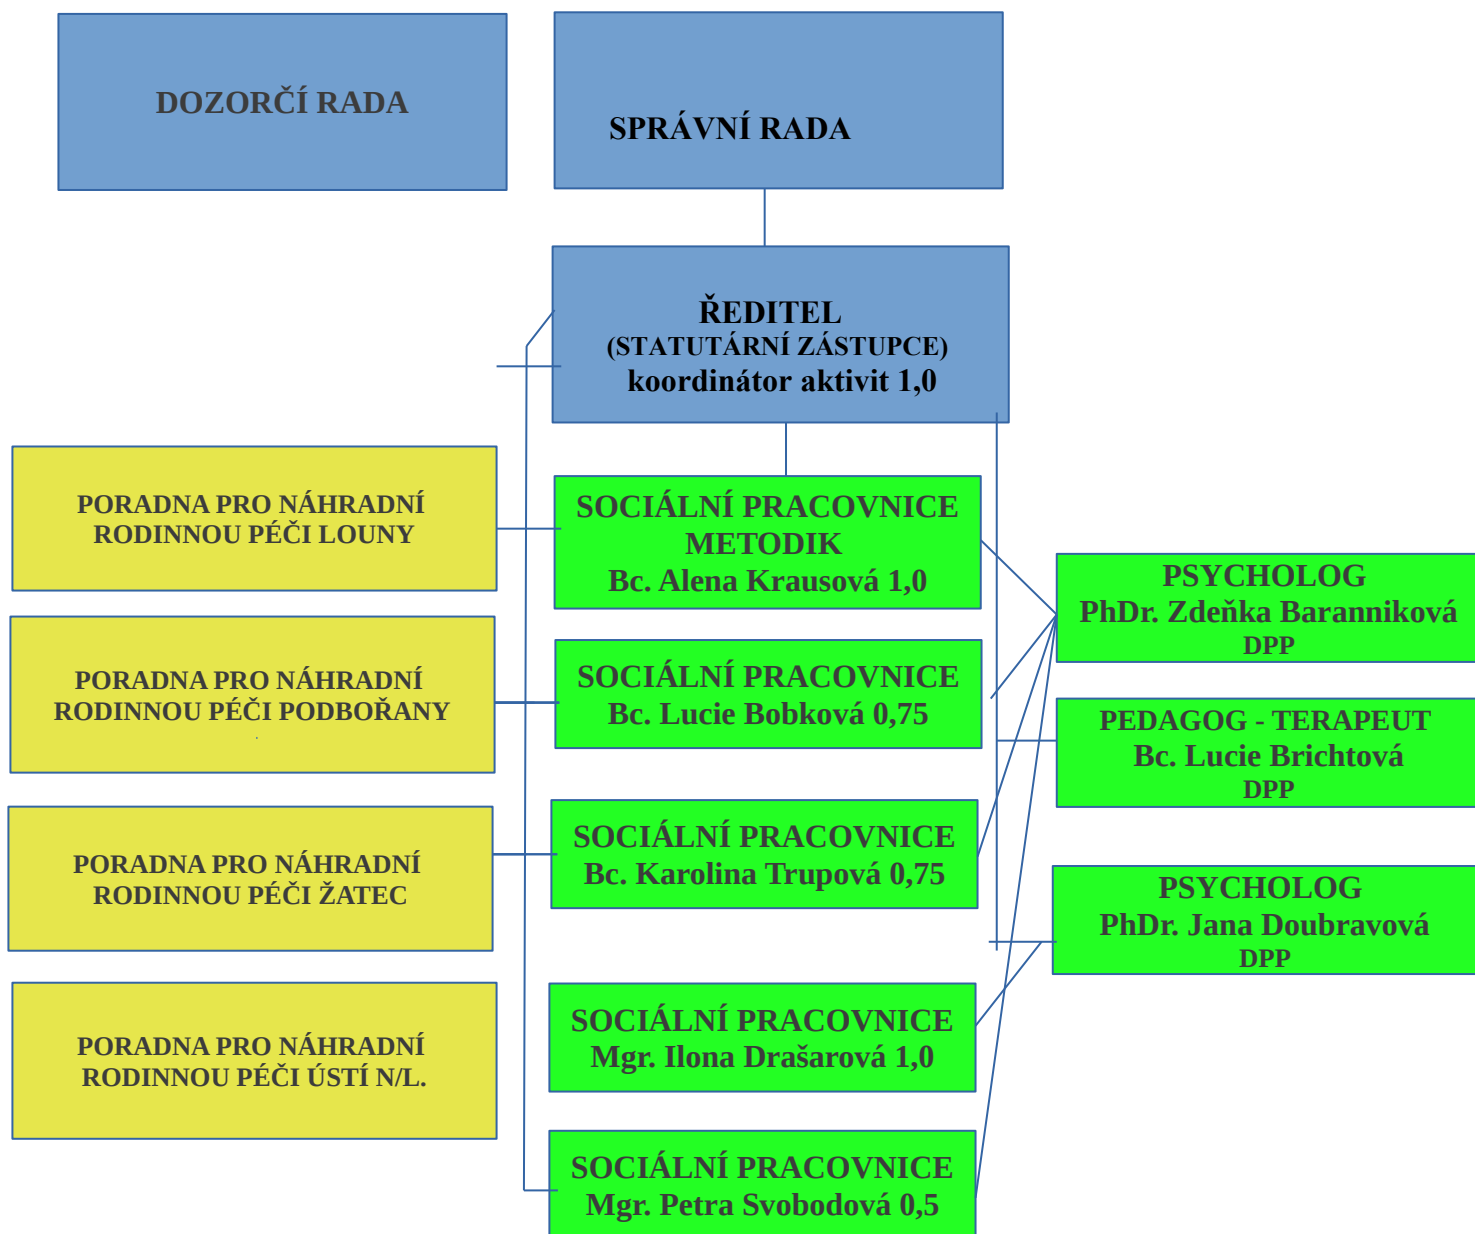 DOZORČÍ RADA
SPRÁVNÍ RADA
ŘEDITEL
(STATUTÁRNÍ ZÁSTUPCE)
koordinátor aktivit 1,0
PORADNA PRO NÁHRADNÍ
RODINNOU PÉČI LOUNY
SOCIÁLNÍ PRACOVNICE
METODIK
Bc. Alena Krausová 1,0
PSYCHOLOG
PhDr. Zdeňka Baranniková
DPP
PORADNA PRO NÁHRADNÍ
RODINNOU PÉČI PODBOŘANY
.
SOCIÁLNÍ PRACOVNICE
Bc. Lucie Bobková 0,75
PEDAGOG - TERAPEUT
Bc. Lucie Brichtová
DPP
PORADNA PRO NÁHRADNÍ
RODINNOU PÉČI ŽATEC
SOCIÁLNÍ PRACOVNICE
Bc. Karolina Trupová 0,75
PSYCHOLOG
PhDr. Jana Doubravová
DPP
PORADNA PRO NÁHRADNÍ
RODINNOU PÉČI ÚSTÍ N/L.
SOCIÁLNÍ PRACOVNICE
Mgr. Ilona Drašarová 1,0
SOCIÁLNÍ PRACOVNICE
Mgr. Petra Svobodová 0,5